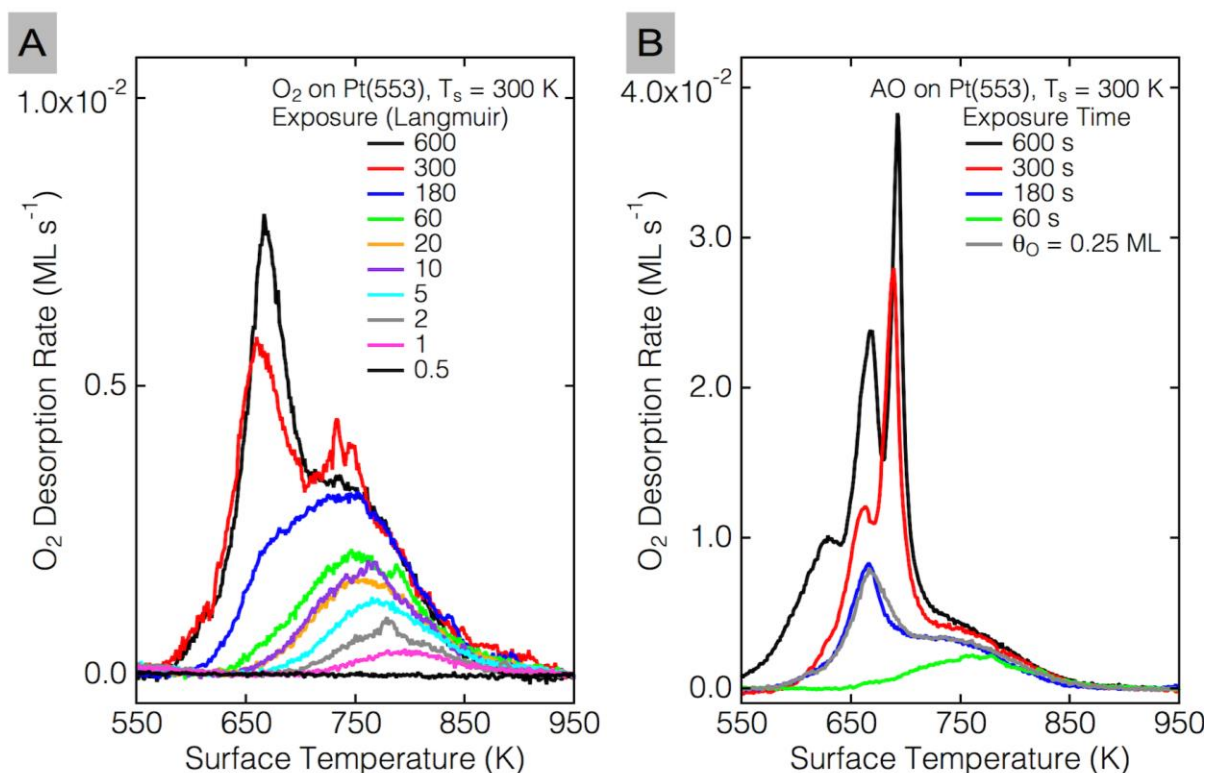 A
O₂ on Pt(553), Tₛ = 300 K
Exposure (Langmuir)
600
300
180
60
20
10
5
2
1
0.5
1.0x10⁻²
0.5
0.0
O₂ Desorption Rate (ML s⁻¹)
550
650
750
850
950
Surface Temperature (K)
B
AO on Pt(553), Tₛ = 300 K
Exposure Time
600 s
300 s
180 s
60 s
θ_O = 0.25 ML
4.0x10⁻²
3.0
2.0
1.0
0.0
O₂ Desorption Rate (ML s⁻¹)
550
650
750
850
950
Surface Temperature (K)